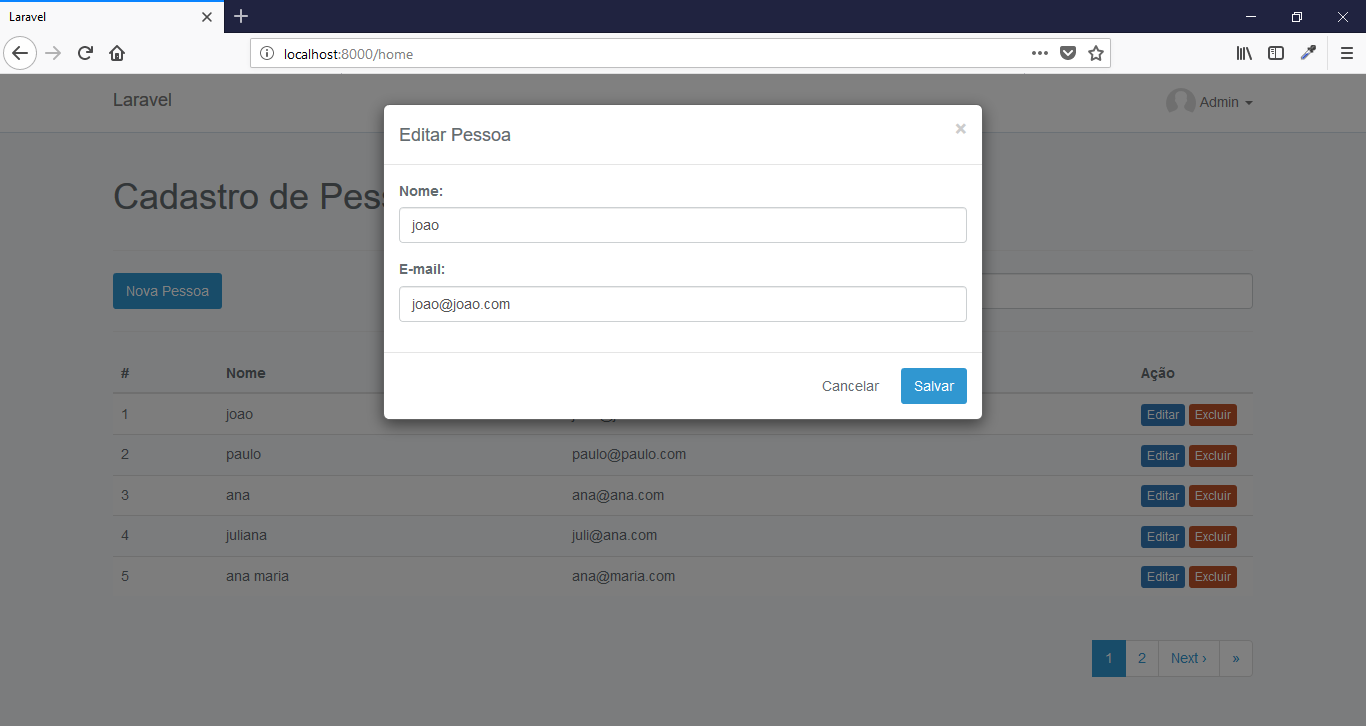 Laravel
localhost:8000/home
Laravel
Admin
Editar Pessoa
×
Cadastro de Pes
Nome:
joao
E-mail:
joao@joao.com
Nova Pessoa
Cancelar Salvar
# Nome Ação
1 joao Editar Excluir
2 paulo paulo@paulo.com Editar Excluir
3 ana ana@ana.com Editar Excluir
4 juliana juli@ana.com Editar Excluir
5 ana maria ana@maria.com Editar Excluir
1 2 Next › »